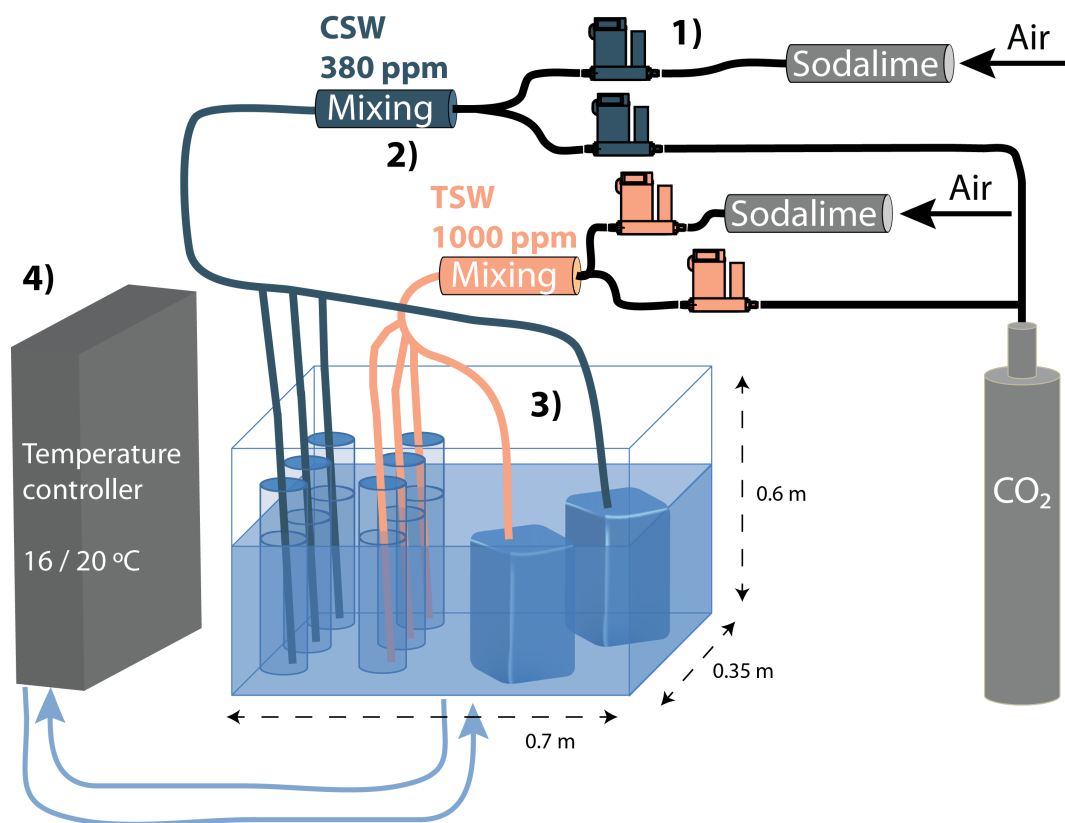 CSW
380 ppm
Mixing
1)
Sodalime
Air
2)
TSW
1000 ppm
Mixing
Sodalime
Air
4)
Temperature
controller
16 / 20 ºC
3)
0.6 m
0.35 m
0.7 m
CO₂